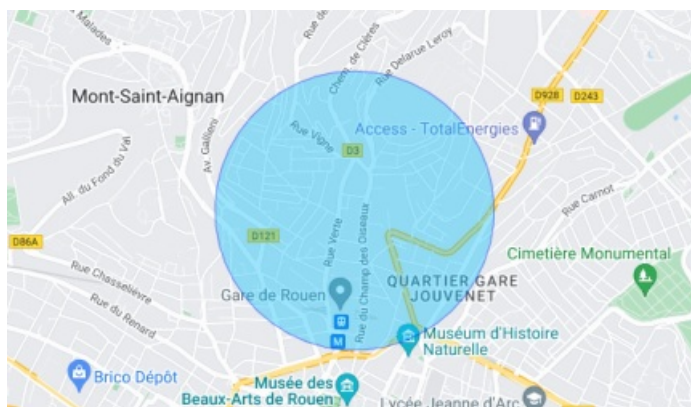 Malades
Rue de
Chem. de Clères
Rue Delarue Leroy
Mont-Saint-Aignan
D928
D243
Av. Gallieni
Rue Vigné
Access - TotalEnergies
D3
All. du Fond du Val
Rue Carnot
D86A
D121
Rue Verte
Rue du Champ des Oiseaux
Rue Chasselièvre
Cimetière Monumental
Gare de Rouen
QUARTIER GARE
JOUVENET
Rue du Renard
M
Muséum d'Histoire
Naturelle
Brico Dépôt
Musée des
Beaux-Arts de Rouen
Lycée Jeanne d'Arc